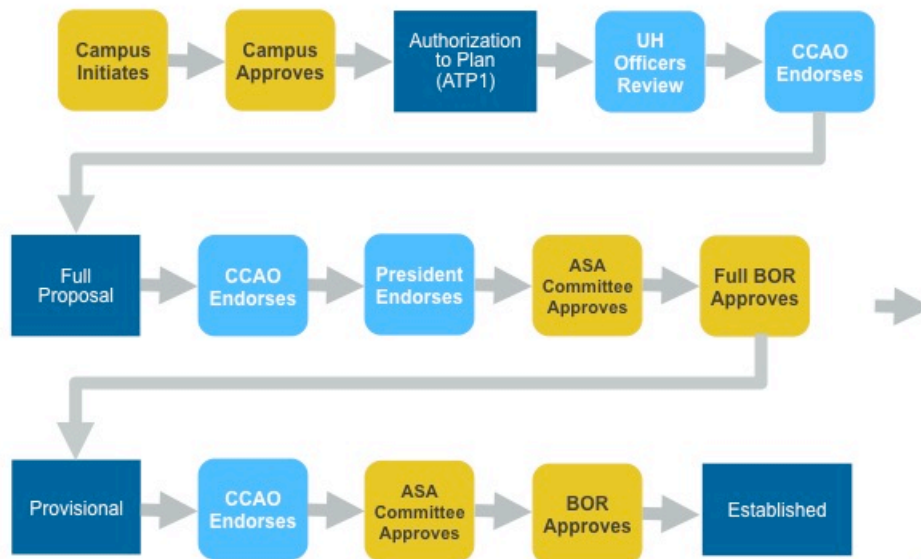 Campus
Initiates
Campus
Approves
Authorization
to Plan
(ATP1)
UH
Officers
Review
CCAO
Endorses
Full
Proposal
CCAO
Endorses
President
Endorses
ASA
Committee
Approves
Full BOR
Approves
Provisional
CCAO
Endorses
ASA
Committee
Approves
BOR
Approves
Established